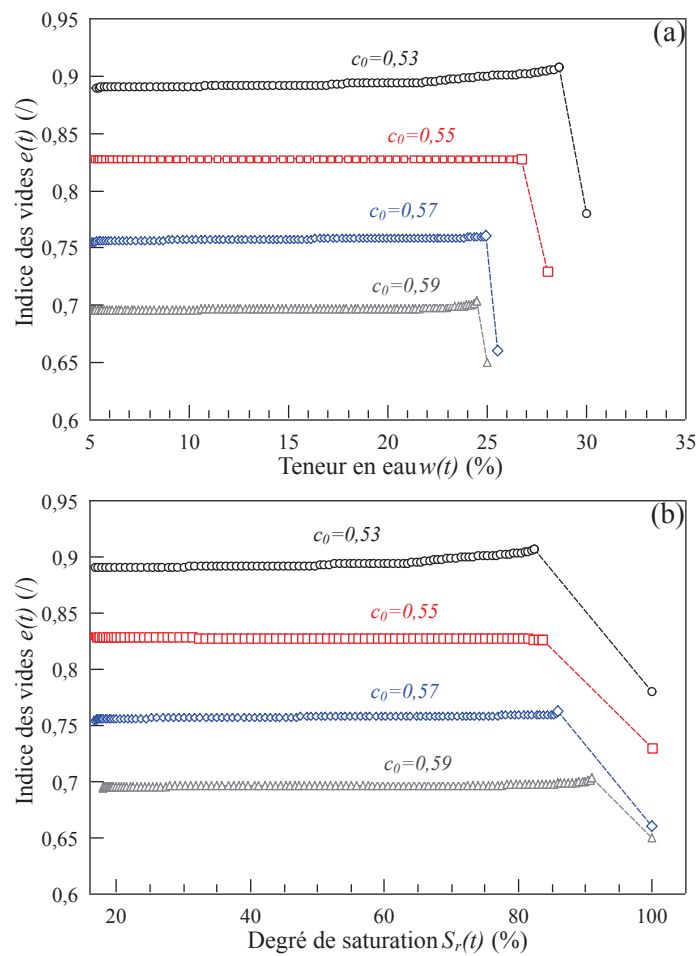 (a)
0,95
0,9
0,85
0,8
0,75
0,7
0,65
0,6
Indice des vides e(t) (/)
c0=0,53
c0=0,55
c0=0,57
c0=0,59
5 10 15 20 25 30 35
Teneur en eau w(t) (%)
(b)
0,95
0,9
0,85
0,8
0,75
0,7
0,65
0,6
Indice des vides e(t) (/)
c0=0,53
c0=0,55
c0=0,57
c0=0,59
20 40 60 80 100
Degré de saturation Sr(t) (%)